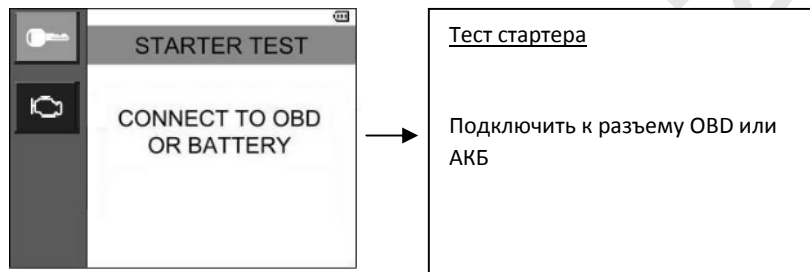 STARTER TEST
CONNECT TO OBD
OR BATTERY
Тест стартера
Подключить к разъему OBD или
АКБ